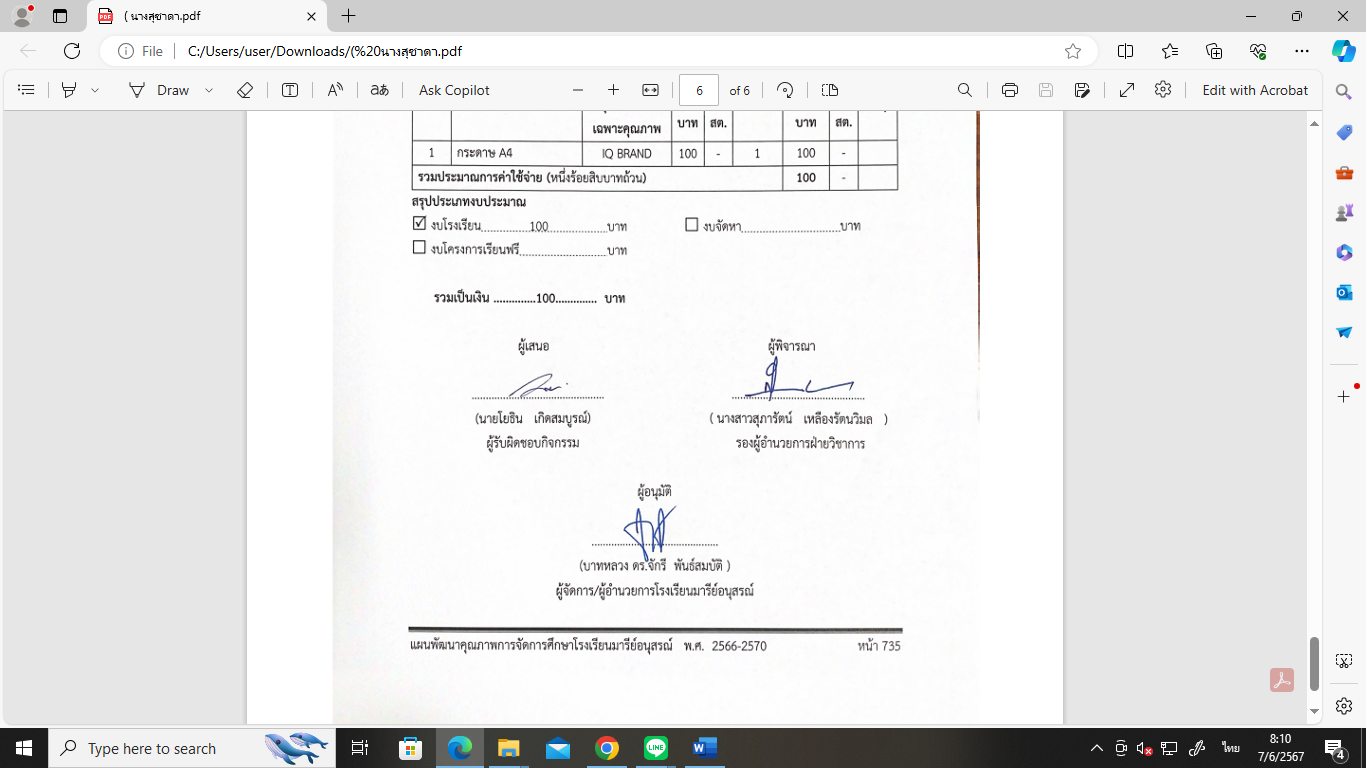 ( นางสุชาดา.pdf
File
C:/Users/user/Downloads/(%20นางสุชาดา.pdf
Draw
Ask Copilot
6
of 6
Edit with Acrobat
เฉพาะคุณภาพ บาท สต. บาท สต.
1 กระดาษ A4 IQ BRAND 100 - 1 100 -
รวมประมาณการค่าใช้จ่าย (หนึ่งร้อยสิบบาทถ้วน) 100 -
สรุปประเภทงบประมาณ
งบโรงเรียน..............100................บาท งบจัดหา............................บาท
งบโครงการเรียนฟรี.........................บาท
รวมเป็นเงิน ..............100.............. บาท
ผู้เสนอ ผู้พิจารณา
(นายโยธิน เกิดสมบูรณ์) ( นางสาวสุภารัตน์ เหลืองรัตนวิมล )
ผู้รับผิดชอบกิจกรรม รองผู้อำนวยการฝ่ายวิชาการ
ผู้อนุมัติ
(บาทหลวง ดร.จักรี พันธ์สมบัติ )
ผู้จัดการ/ผู้อำนวยการโรงเรียนมารีย์อนุสรณ์
แผนพัฒนาคุณภาพการจัดการศึกษาโรงเรียนมารีย์อนุสรณ์ พ.ศ. 2566-2570 หน้า 735
Type here to search
ไทย
8:10
7/6/2567
4